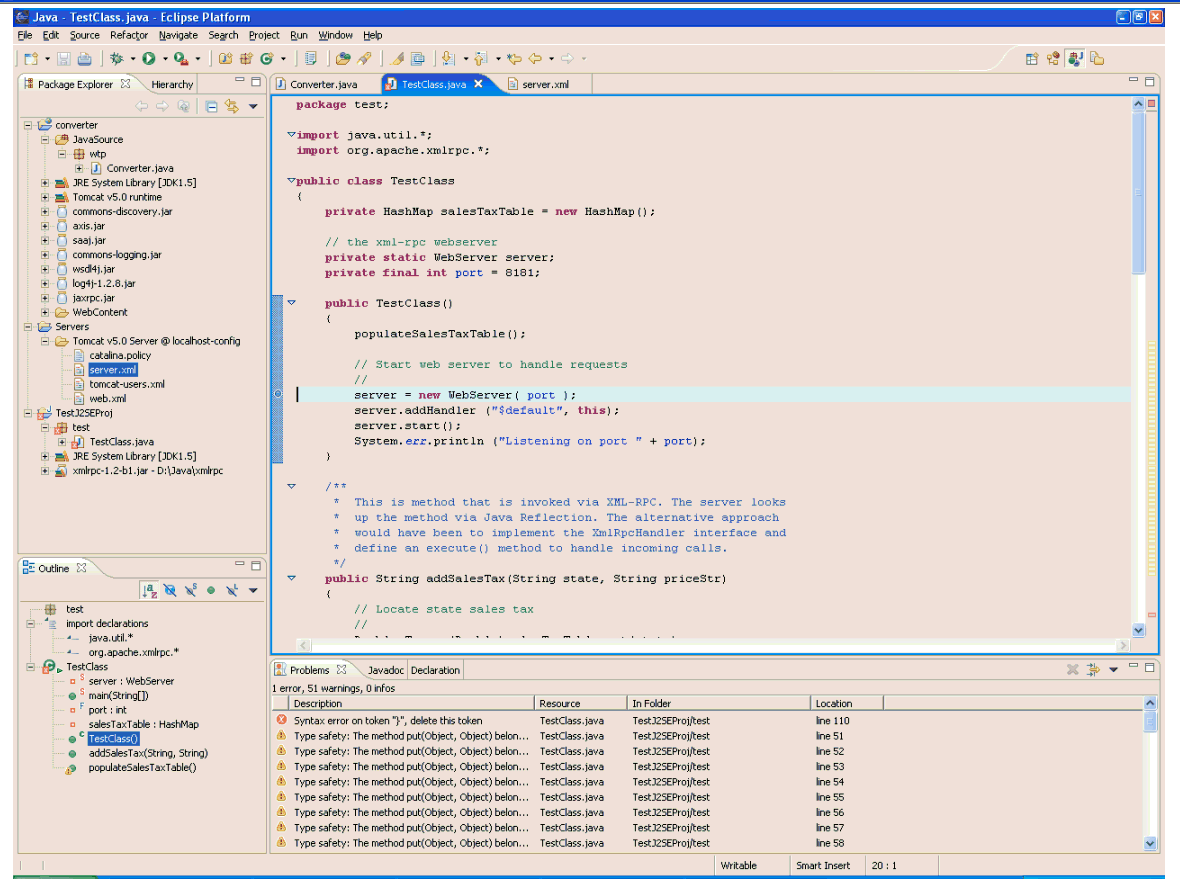 Java - TestClass.java - Eclipse Platform
File Edit Source Refactor Navigate Search Project Run Window Help
Package Explorer Hierarchy
converter
JavaSource
wtp
Converter.java
JRE System Library [JDK1.5]
Tomcat v5.0 runtime
commons-discovery.jar
axis.jar
saaj.jar
commons-logging.jar
wsdl4j.jar
log4j-1.2.8.jar
jaxrpc.jar
WebContent
Servers
Tomcat v5.0 Server @ localhost-config
catalina.policy
server.xml
tomcat-users.xml
web.xml
TestJ2SEProj
test
TestClass.java
JRE System Library [JDK1.5]
xmlrpc-1.2-b1.jar - D:\Java\xmlrpc
Outline
test
import declarations
java.util.*
org.apache.xmlrpc.*
TestClass
server : WebServer
main(String[])
port : int
salesTaxTable : HashMap
TestClass()
addSalesTax(String, String)
populateSalesTaxTable()
Converter.java TestClass.java server.xml
package test;
import java.util.*;
import org.apache.xmlrpc.*;
public class TestClass
{
private HashMap salesTaxTable = new HashMap();
// the xml-rpc webserver
private static WebServer server;
private final int port = 8181;
public TestClass()
{
populateSalesTaxTable();
// Start web server to handle requests
//
server = new WebServer( port );
server.addHandler ("$default", this);
server.start();
System.err.println ("Listening on port " + port);
}
/**
* This is method that is invoked via XML-RPC. The server looks
* up the method via Java Reflection. The alternative approach
* would have been to implement the XmlRpcHandler interface and
* define an execute() method to handle incoming calls.
*/
public String addSalesTax(String state, String priceStr)
{
// Locate state sales tax
//
Problems Javadoc Declaration
1 error, 51 warnings, 0 infos
Description Resource In Folder Location
Syntax error on token "}", delete this token TestClass.java TestJ2SEProj/test line 110
Type safety: The method put(Object, Object) belon... TestClass.java TestJ2SEProj/test line 51
Type safety: The method put(Object, Object) belon... TestClass.java TestJ2SEProj/test line 52
Type safety: The method put(Object, Object) belon... TestClass.java TestJ2SEProj/test line 53
Type safety: The method put(Object, Object) belon... TestClass.java TestJ2SEProj/test line 54
Type safety: The method put(Object, Object) belon... TestClass.java TestJ2SEProj/test line 55
Type safety: The method put(Object, Object) belon... TestClass.java TestJ2SEProj/test line 56
Type safety: The method put(Object, Object) belon... TestClass.java TestJ2SEProj/test line 57
Type safety: The method put(Object, Object) belon... TestClass.java TestJ2SEProj/test line 58
Writable Smart Insert 20 : 1